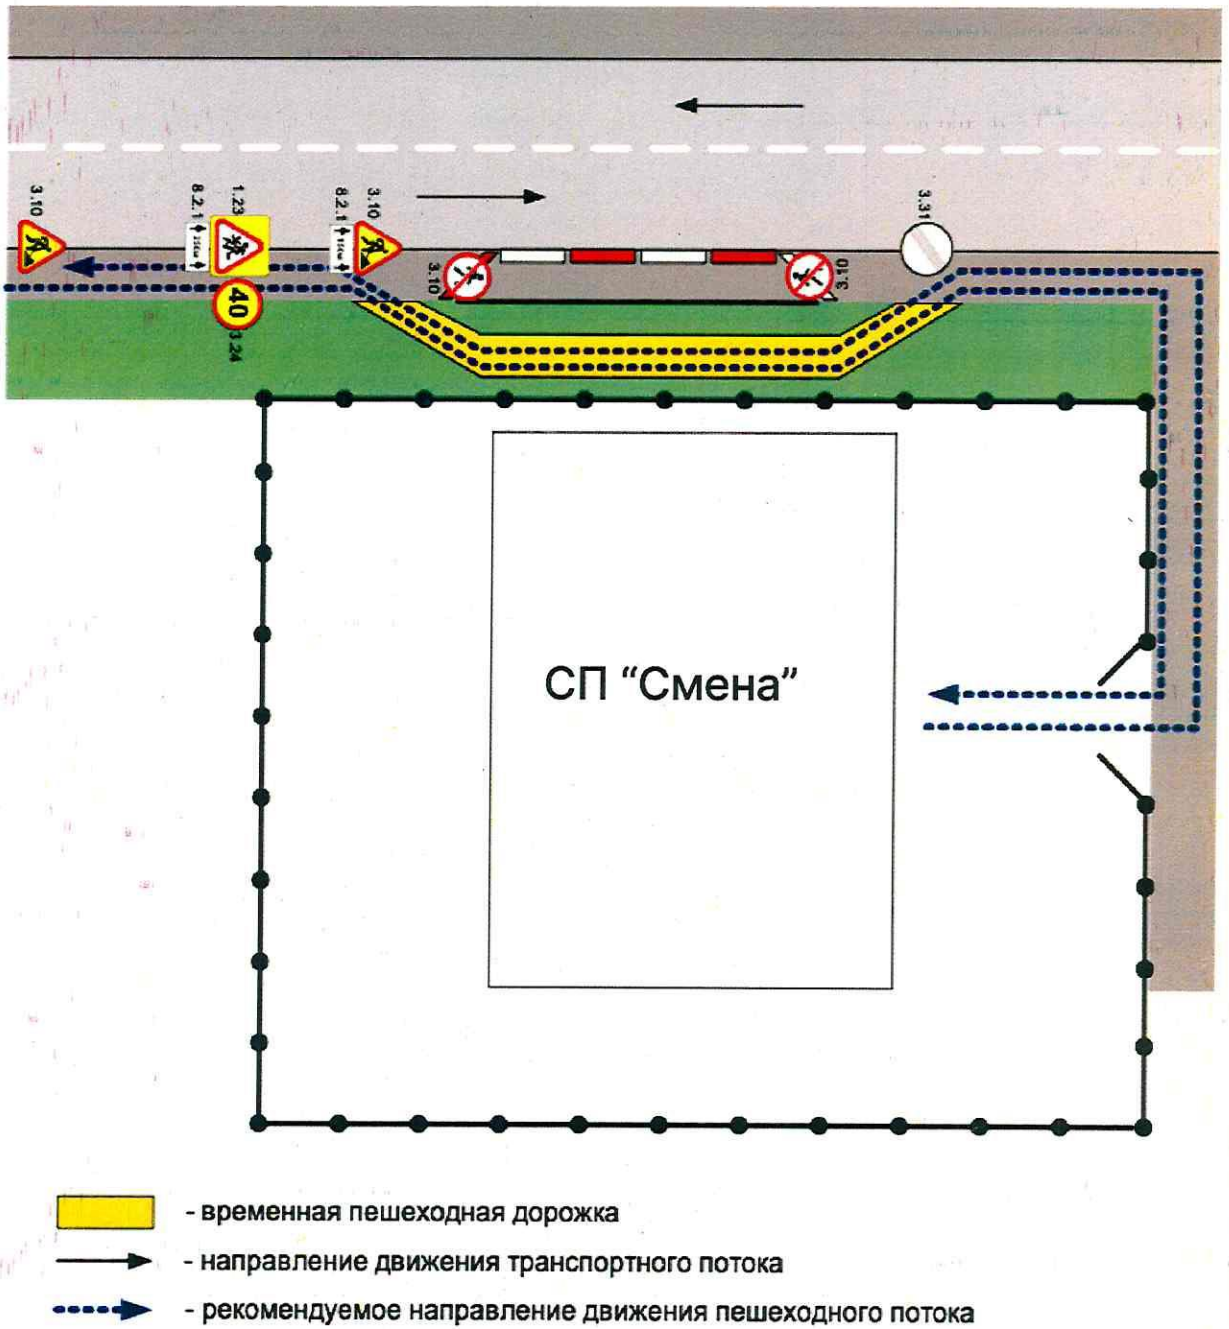 3.10
8.2.1
1.23
40
3.24
8.2.1
3.10
3.10
3.10
3.31
СП “Смена”
- временная пешеходная дорожка
- направление движения транспортного потока
- рекомендуемое направление движения пешеходного потока